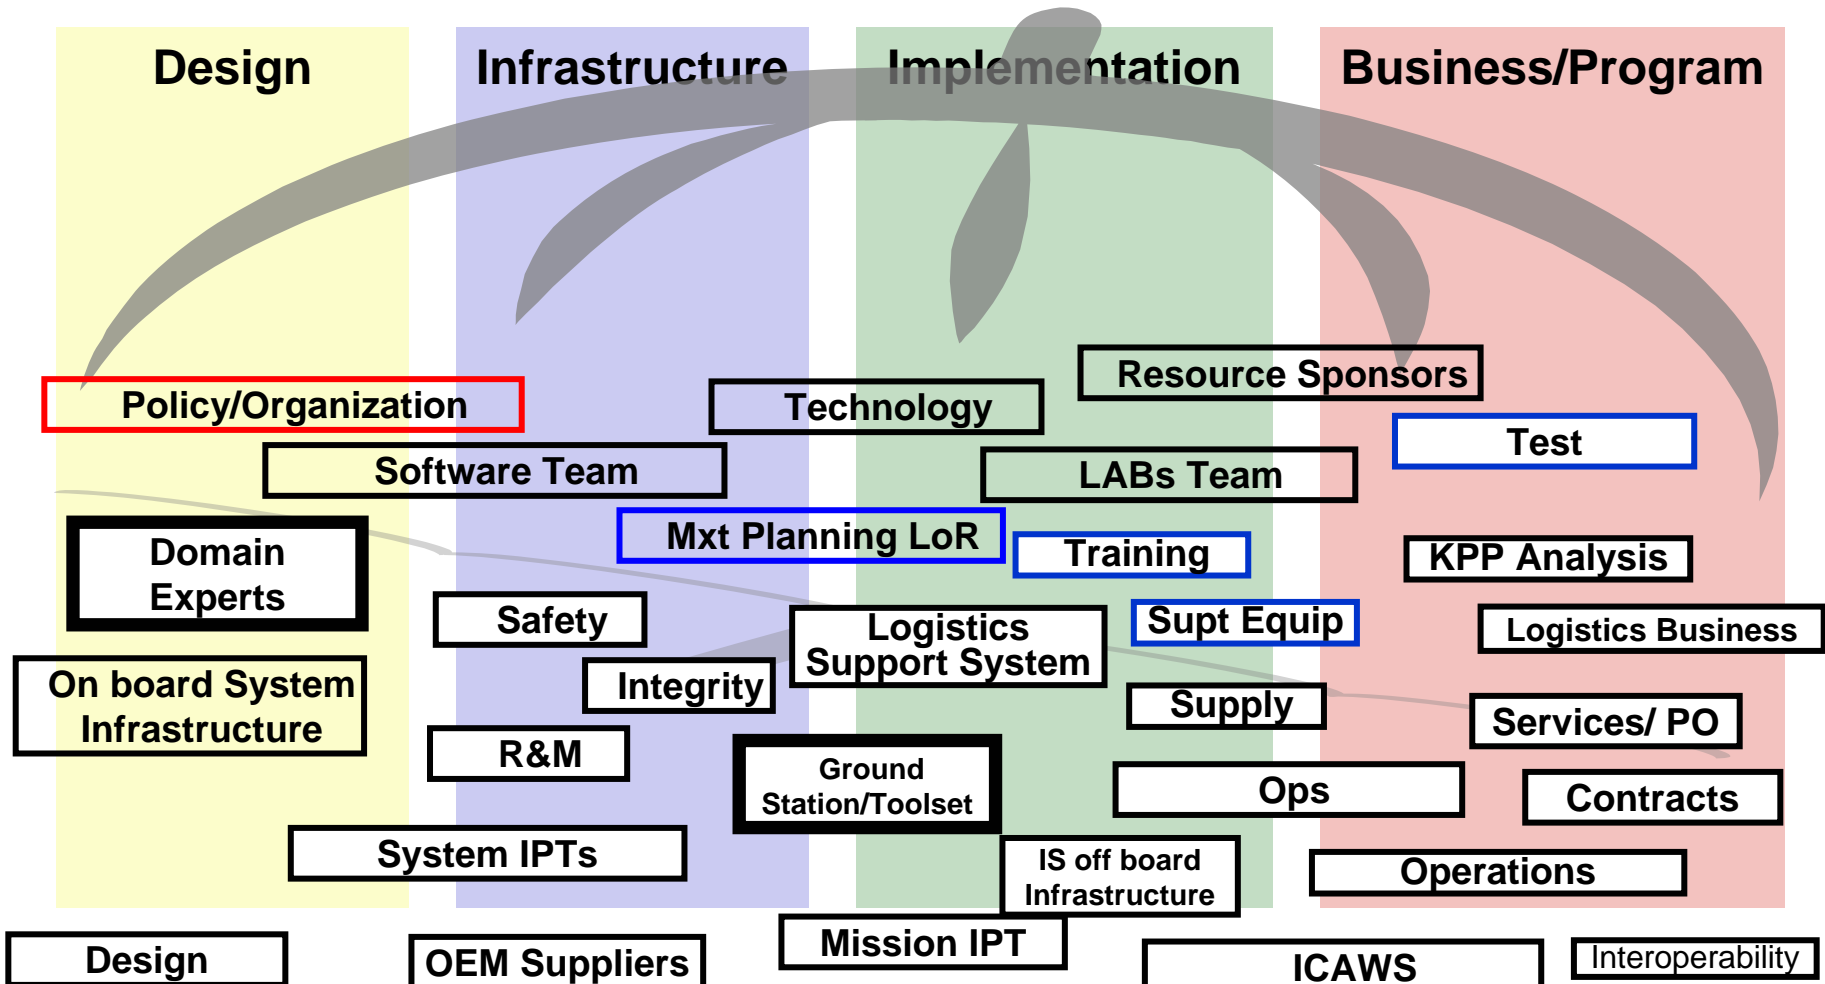 Design
Infrastructure
Implementation
Business/Program
Resource Sponsors
Policy/Organization
Technology
Test
Software Team
LABs Team
Mxt Planning LoR
Training
KPP Analysis
Domain
Experts
Safety
Logistics
Support System
Supt Equip
Logistics Business
On board System
Infrastructure
Integrity
Supply
Services/ PO
R&M
Ground
Station/Toolset
Ops
Contracts
System IPTs
IS off board
Infrastructure
Operations
Design
OEM Suppliers
Mission IPT
ICAWS
Interoperability